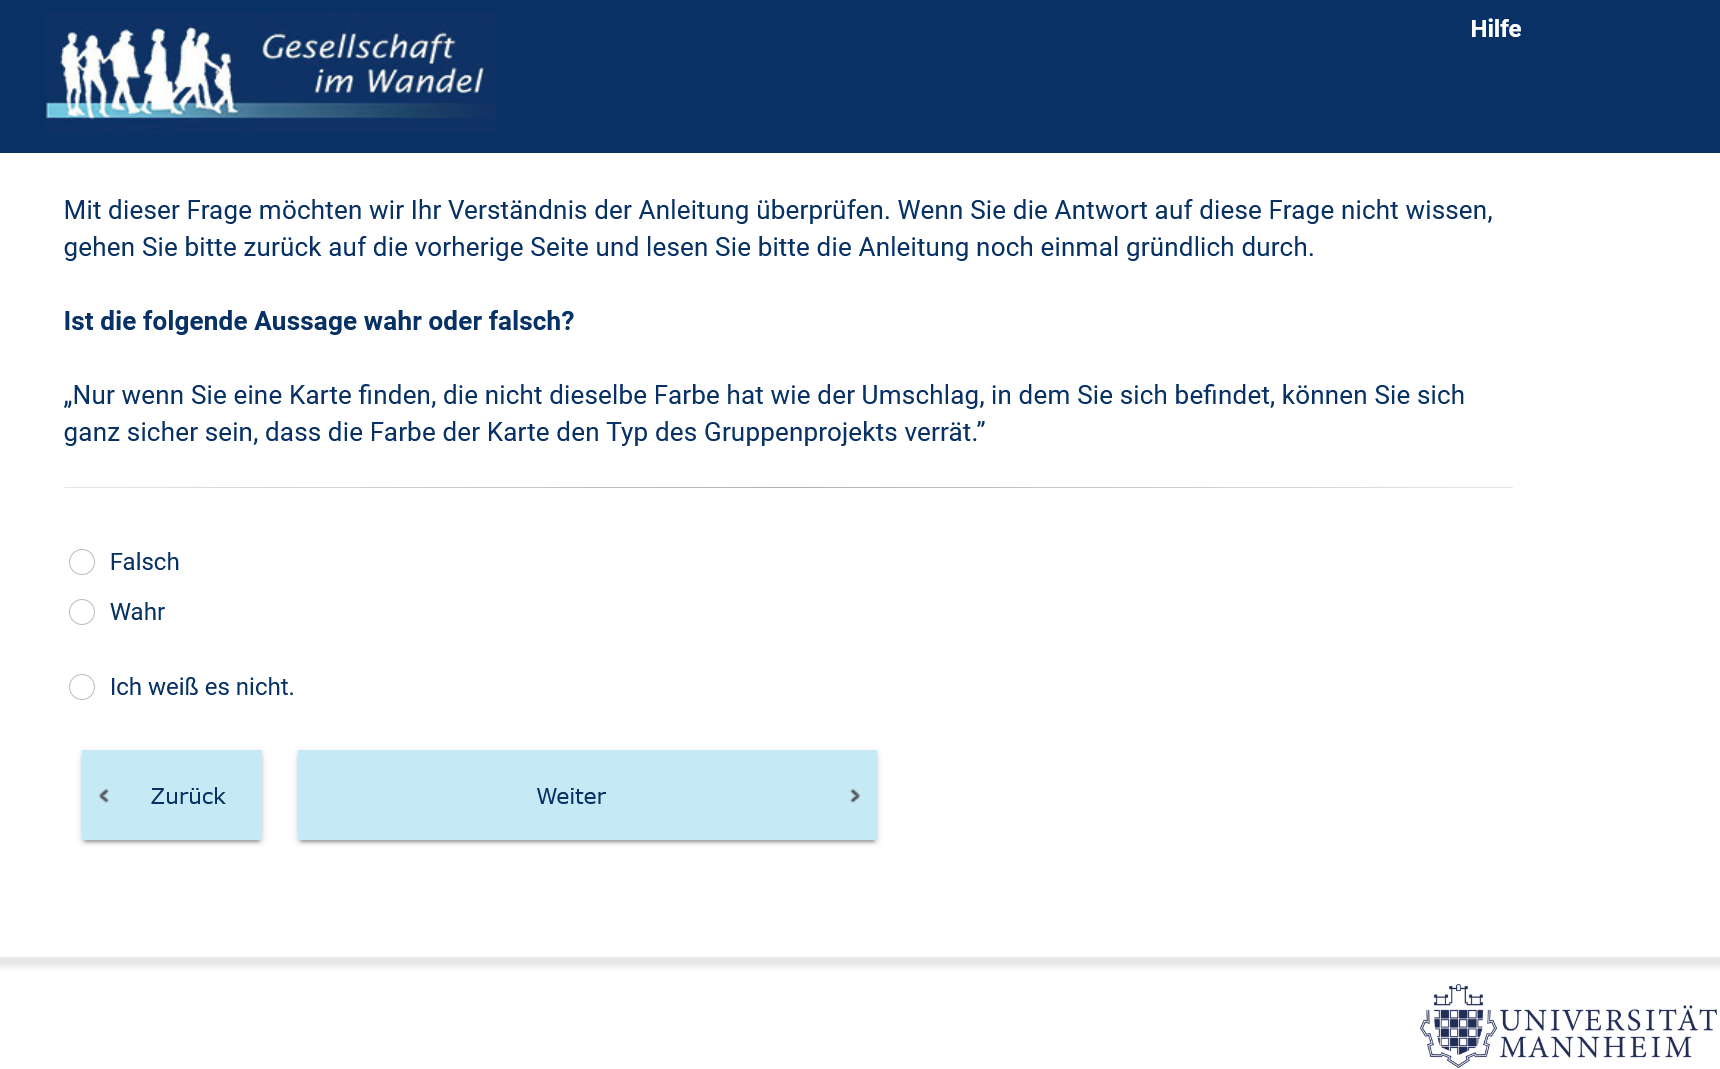 Gesellschaft
im Wandel
Hilfe
Mit dieser Frage möchten wir Ihr Verständnis der Anleitung überprüfen. Wenn Sie die Antwort auf diese Frage nicht wissen,
gehen Sie bitte zurück auf die vorherige Seite und lesen Sie bitte die Anleitung noch einmal gründlich durch.
Ist die folgende Aussage wahr oder falsch?
„Nur wenn Sie eine Karte finden, die nicht dieselbe Farbe hat wie der Umschlag, in dem Sie sich befindet, können Sie sich
ganz sicher sein, dass die Farbe der Karte den Typ des Gruppenprojekts verrät.”
Falsch
Wahr
Ich weiß es nicht.
Zurück
Weiter
UNIVERSITÄT
MANNHEIM